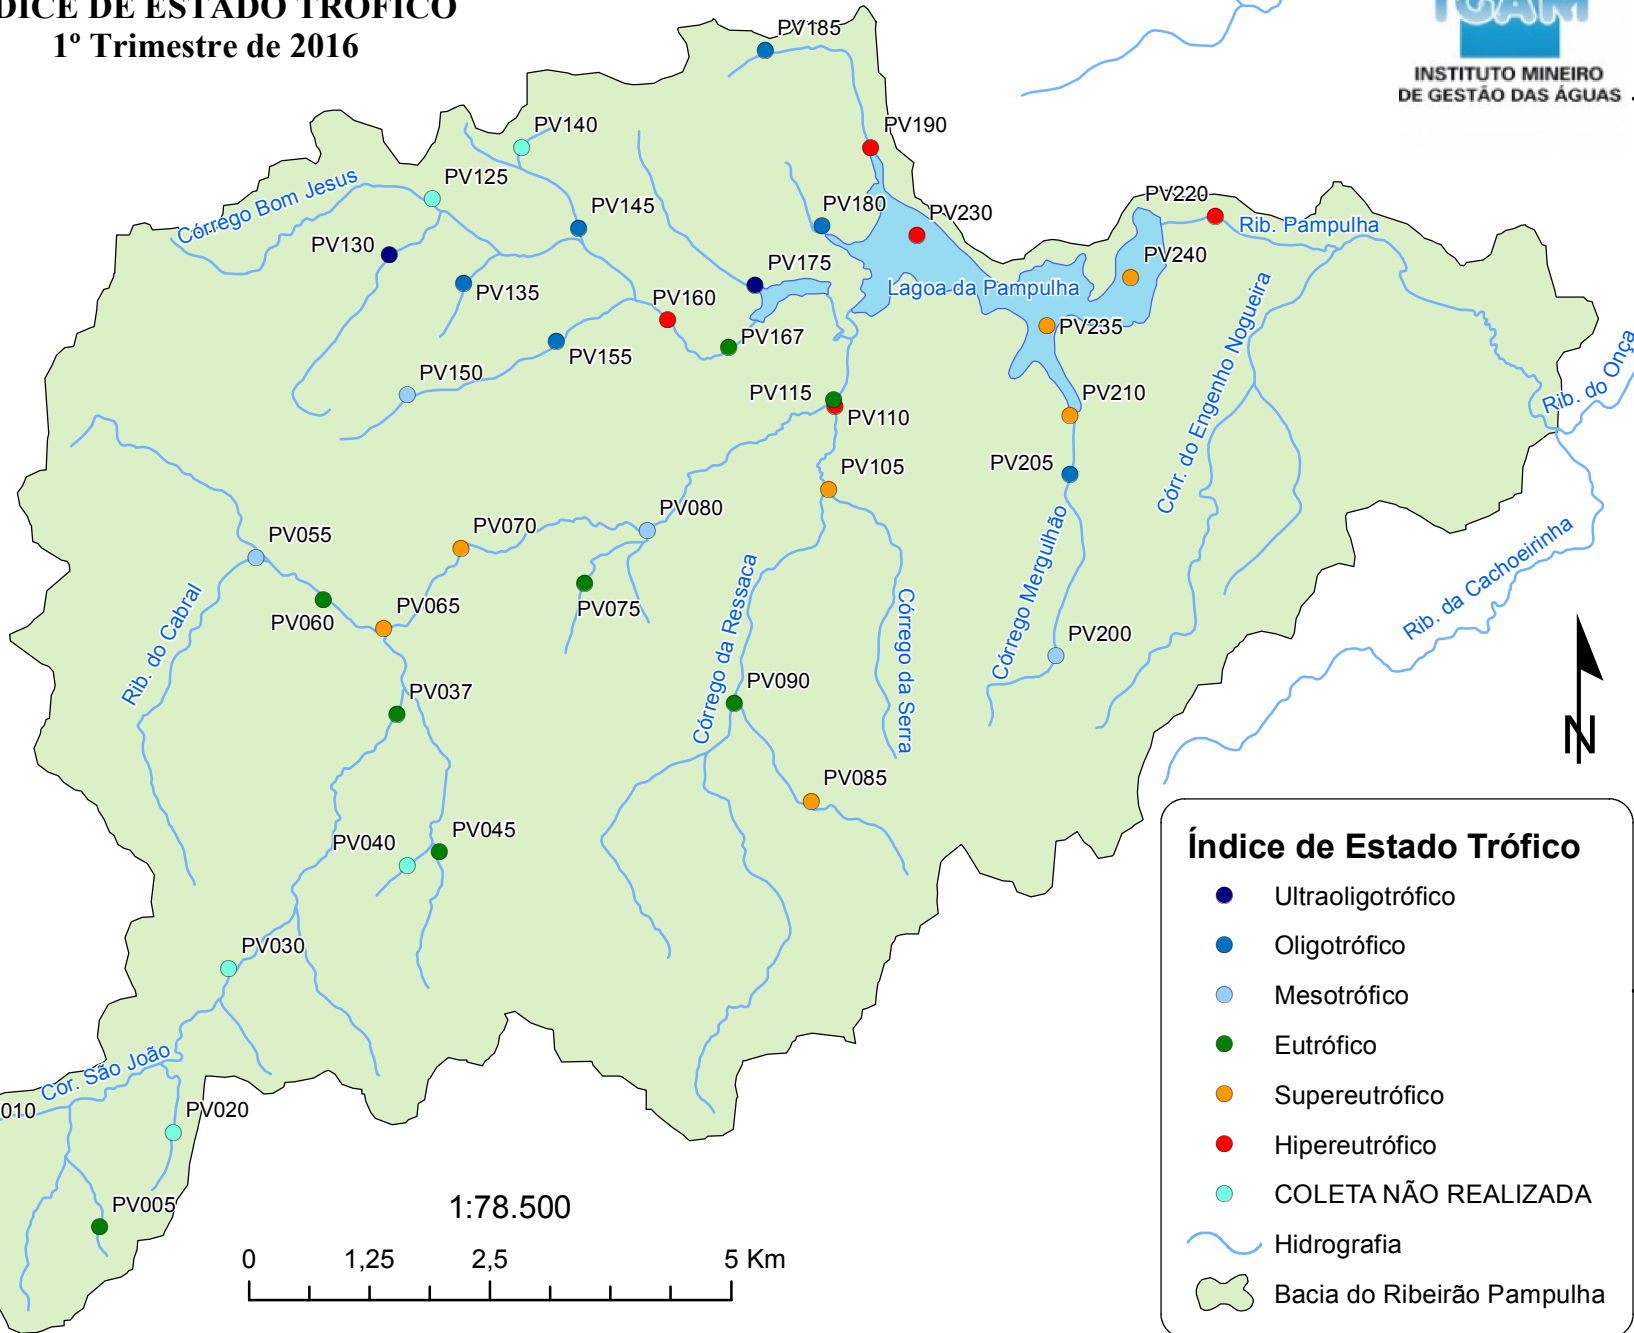 DICE DE ESTADO TRÓFICO
1º Trimestre de 2016
IGAM
INSTITUTO MINEIRO
DE GESTÃO DAS ÁGUAS
PV185
PV140
PV190
PV125
Córrego Bom Jesus
PV145
PV180
PV230
PV220
Rib. Pampulha
PV130
PV175
PV240
PV135
PV160
Lagoa da Pampulha
PV235
PV167
PV155
PV150
PV115
PV110
PV210
Córr. do Engenho Nogueira
Rib. do Onça
PV105
PV205
PV080
PV070
PV055
PV060
PV065
PV075
Rib. do Cabral
Córrego da Ressaca
Córrego da Serra
Córrego Mergulhão
PV200
Rib. da Cachoeirinha
PV037
PV090
N
PV085
PV040
PV045
PV030
Cor. São João
010
PV020
PV005
1:78.500
0 1,25 2,5 5 Km
Índice de Estado Trófico
Ultraoligotrófico
Oligotrófico
Mesotrófico
Eutrófico
Supereutrófico
Hipereutrófico
COLETA NÃO REALIZADA
Hidrografia
Bacia do Ribeirão Pampulha